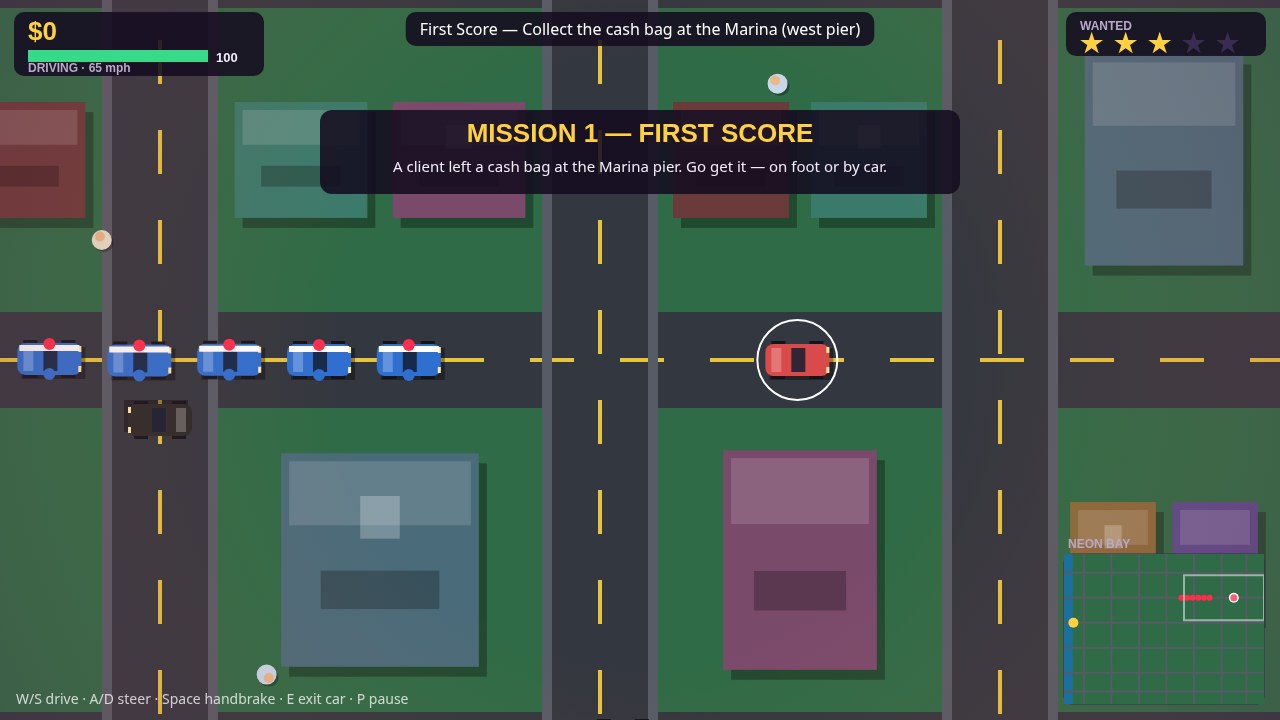 $0
100
DRIVING · 65 mph
First Score — Collect the cash bag at the Marina (west pier)
WANTED
MISSION 1 — FIRST SCORE
A client left a cash bag at the Marina pier. Go get it — on foot or by car.
NEON BAY
W/S drive · A/D steer · Space handbrake · E exit car · P pause